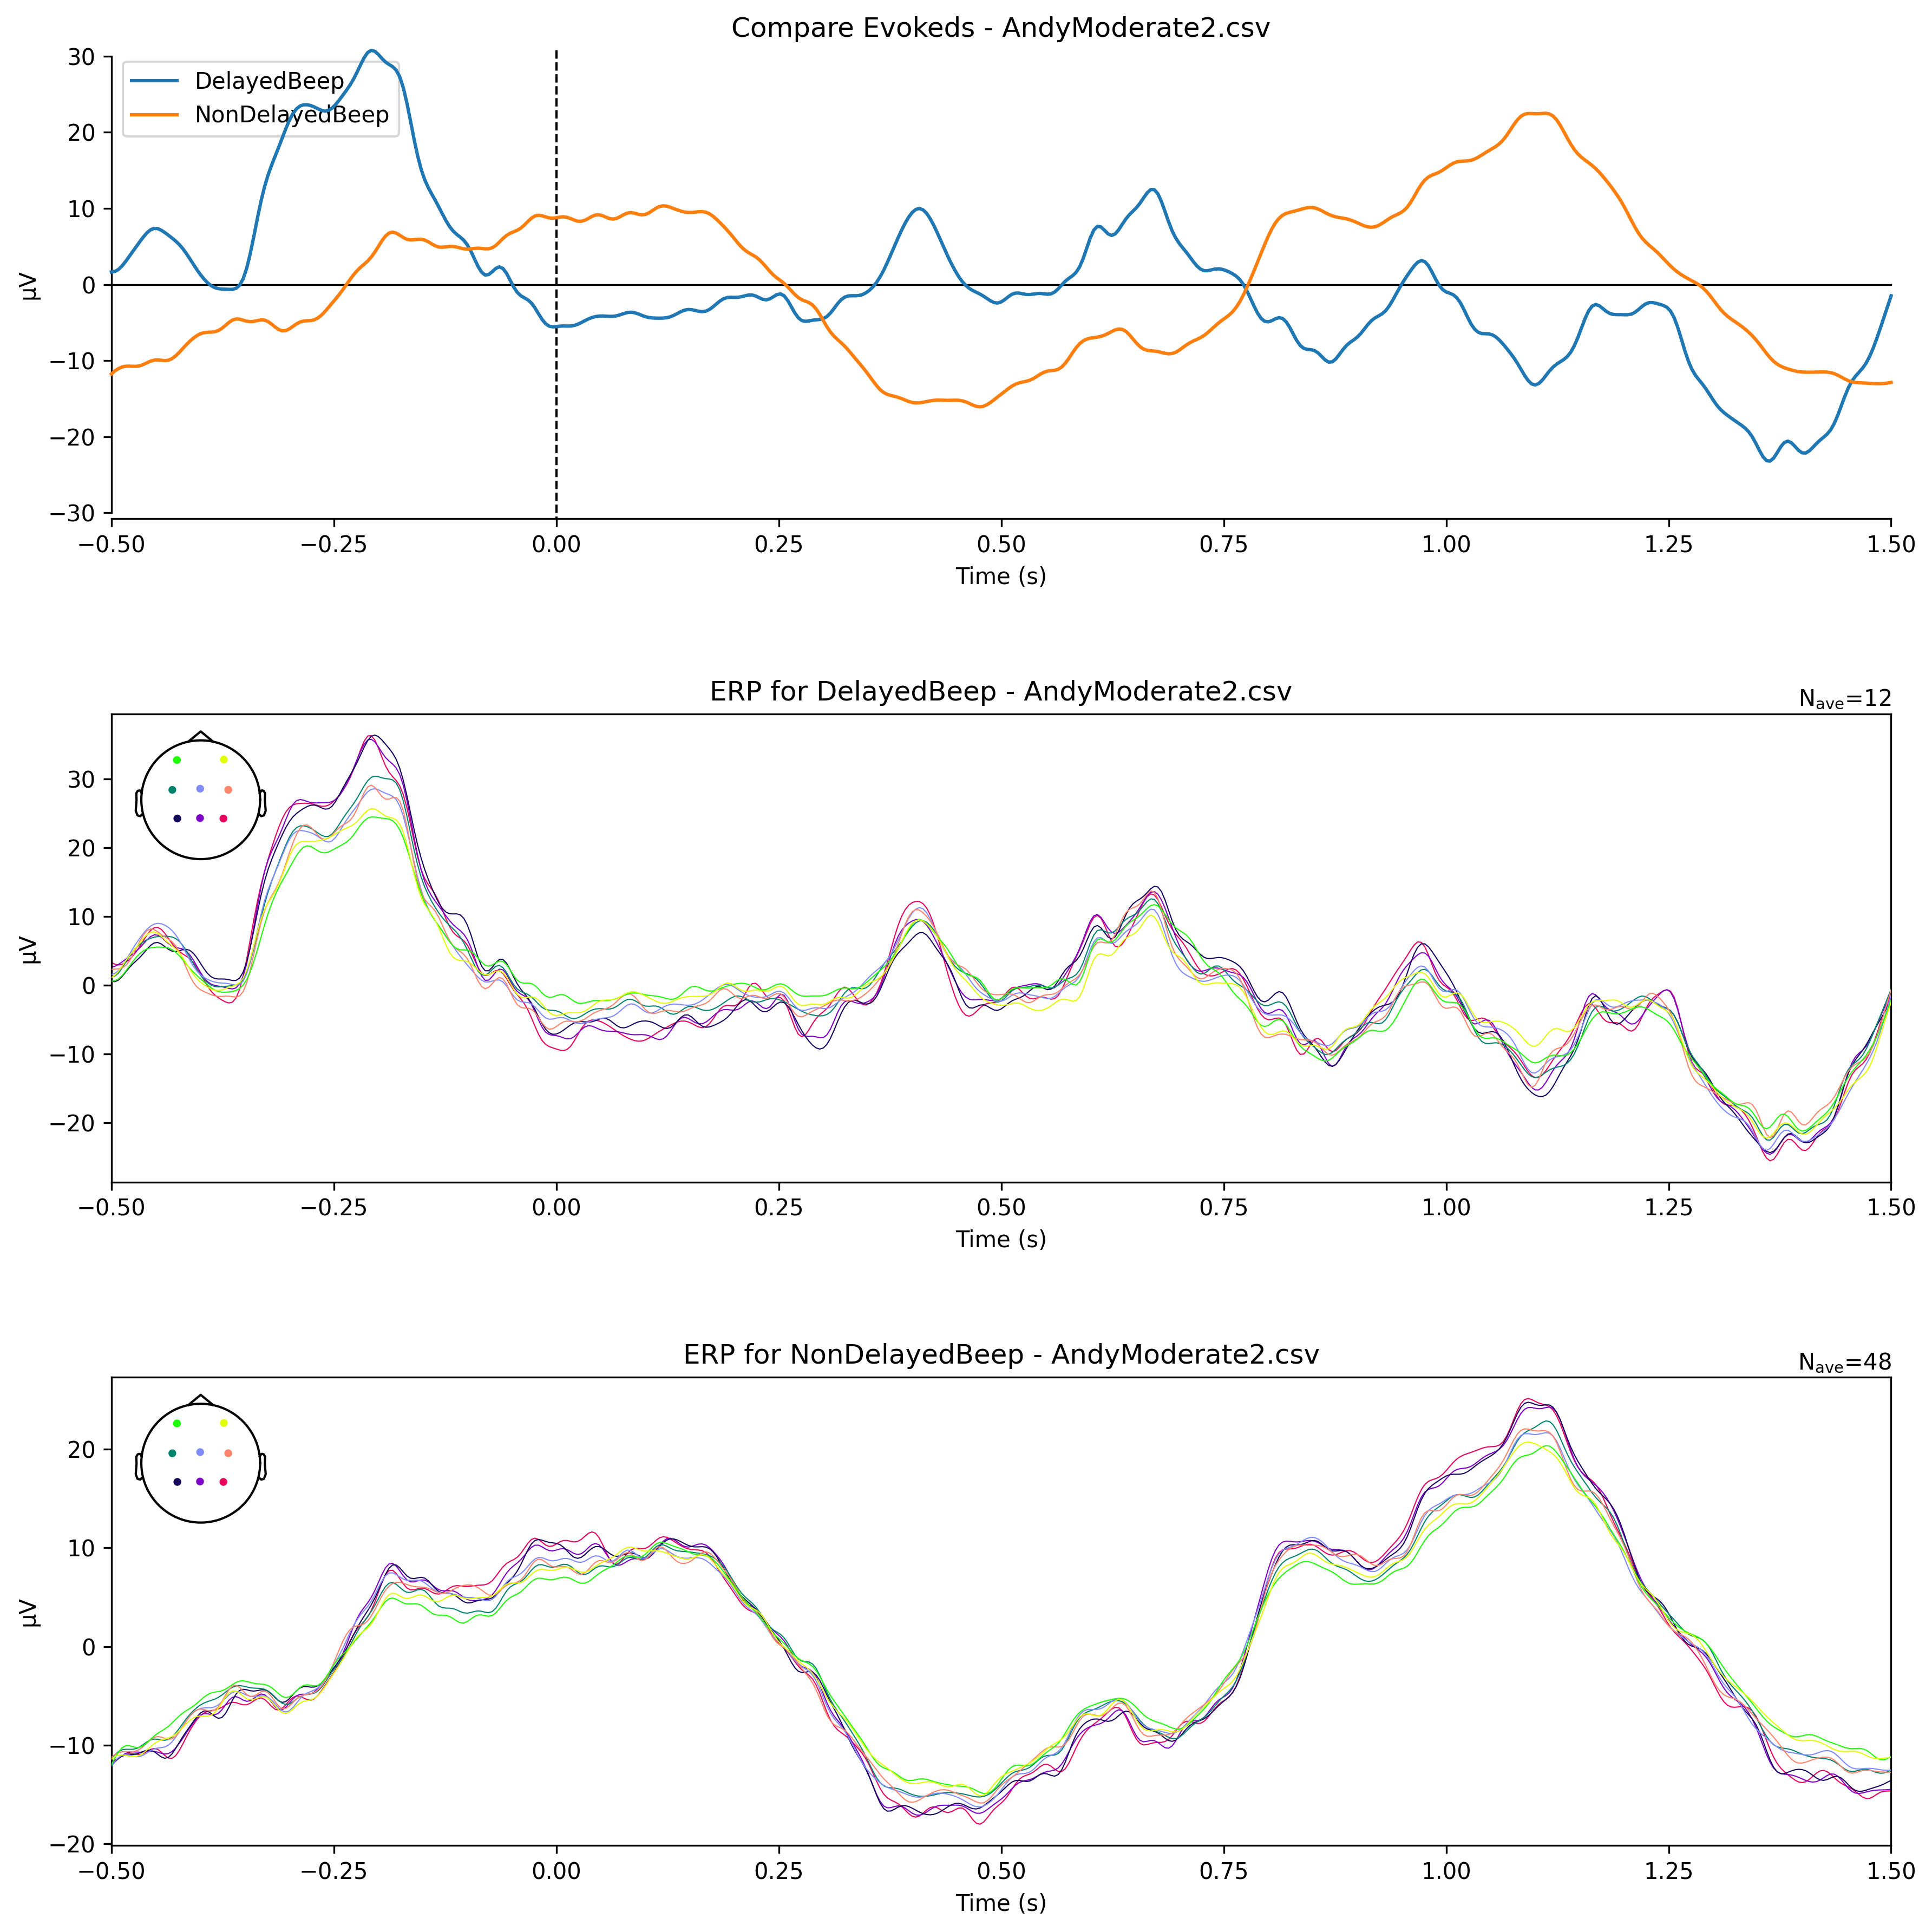 Compare Evokeds - AndyModerate2.csv
DelayedBeep
NonDelayedBeep
30
20
10
0
−10
−20
−30
µV
−0.50 −0.25 0.00 0.25 0.50 0.75 1.00 1.25 1.50
Time (s)
ERP for DelayedBeep - AndyModerate2.csv
Nave=12
30
20
10
0
−10
−20
µV
−0.50 −0.25 0.00 0.25 0.50 0.75 1.00 1.25 1.50
Time (s)
ERP for NonDelayedBeep - AndyModerate2.csv
Nave=48
20
10
0
−10
−20
µV
−0.50 −0.25 0.00 0.25 0.50 0.75 1.00 1.25 1.50
Time (s)